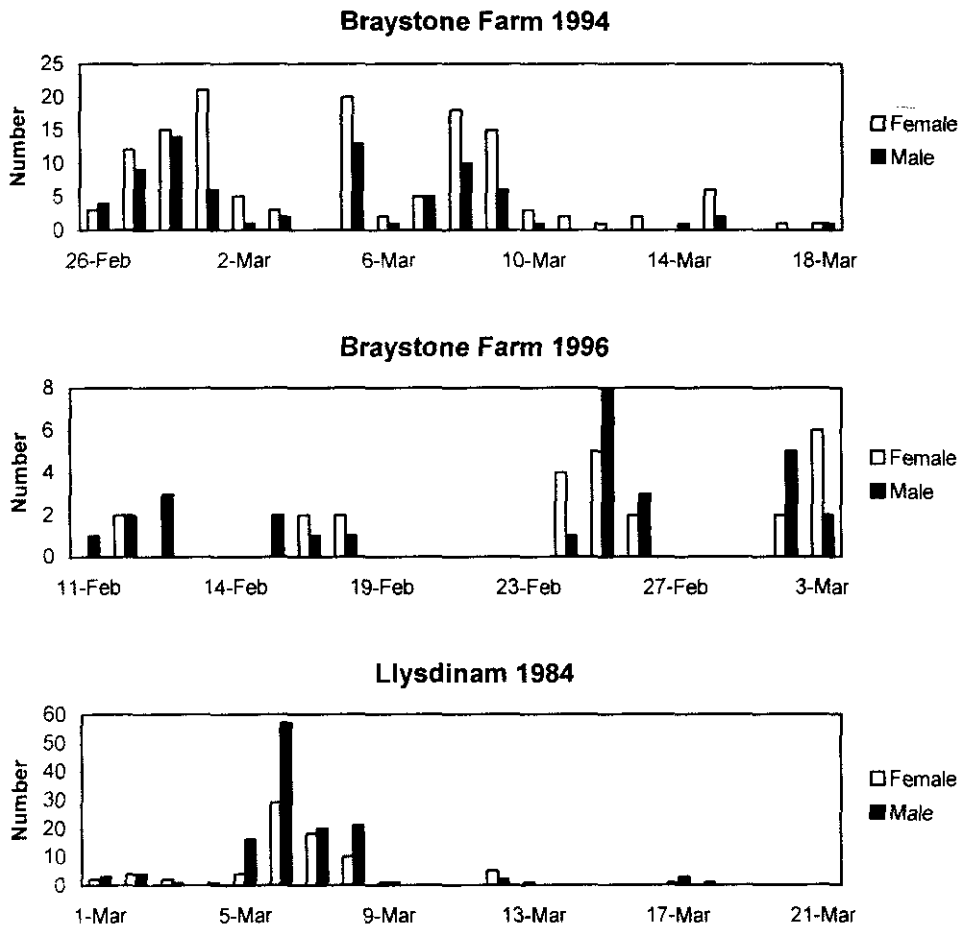 Braystone Farm 1994
25
20
15
10
5
0
Number
26-Feb 2-Mar 6-Mar 10-Mar 14-Mar 18-Mar
Female
Male
Braystone Farm 1996
8
6
4
2
0
Number
11-Feb 14-Feb 19-Feb 23-Feb 27-Feb 3-Mar
Female
Male
Llysdinam 1984
60
50
40
30
20
10
0
Number
1-Mar 5-Mar 9-Mar 13-Mar 17-Mar 21-Mar
Female
Male